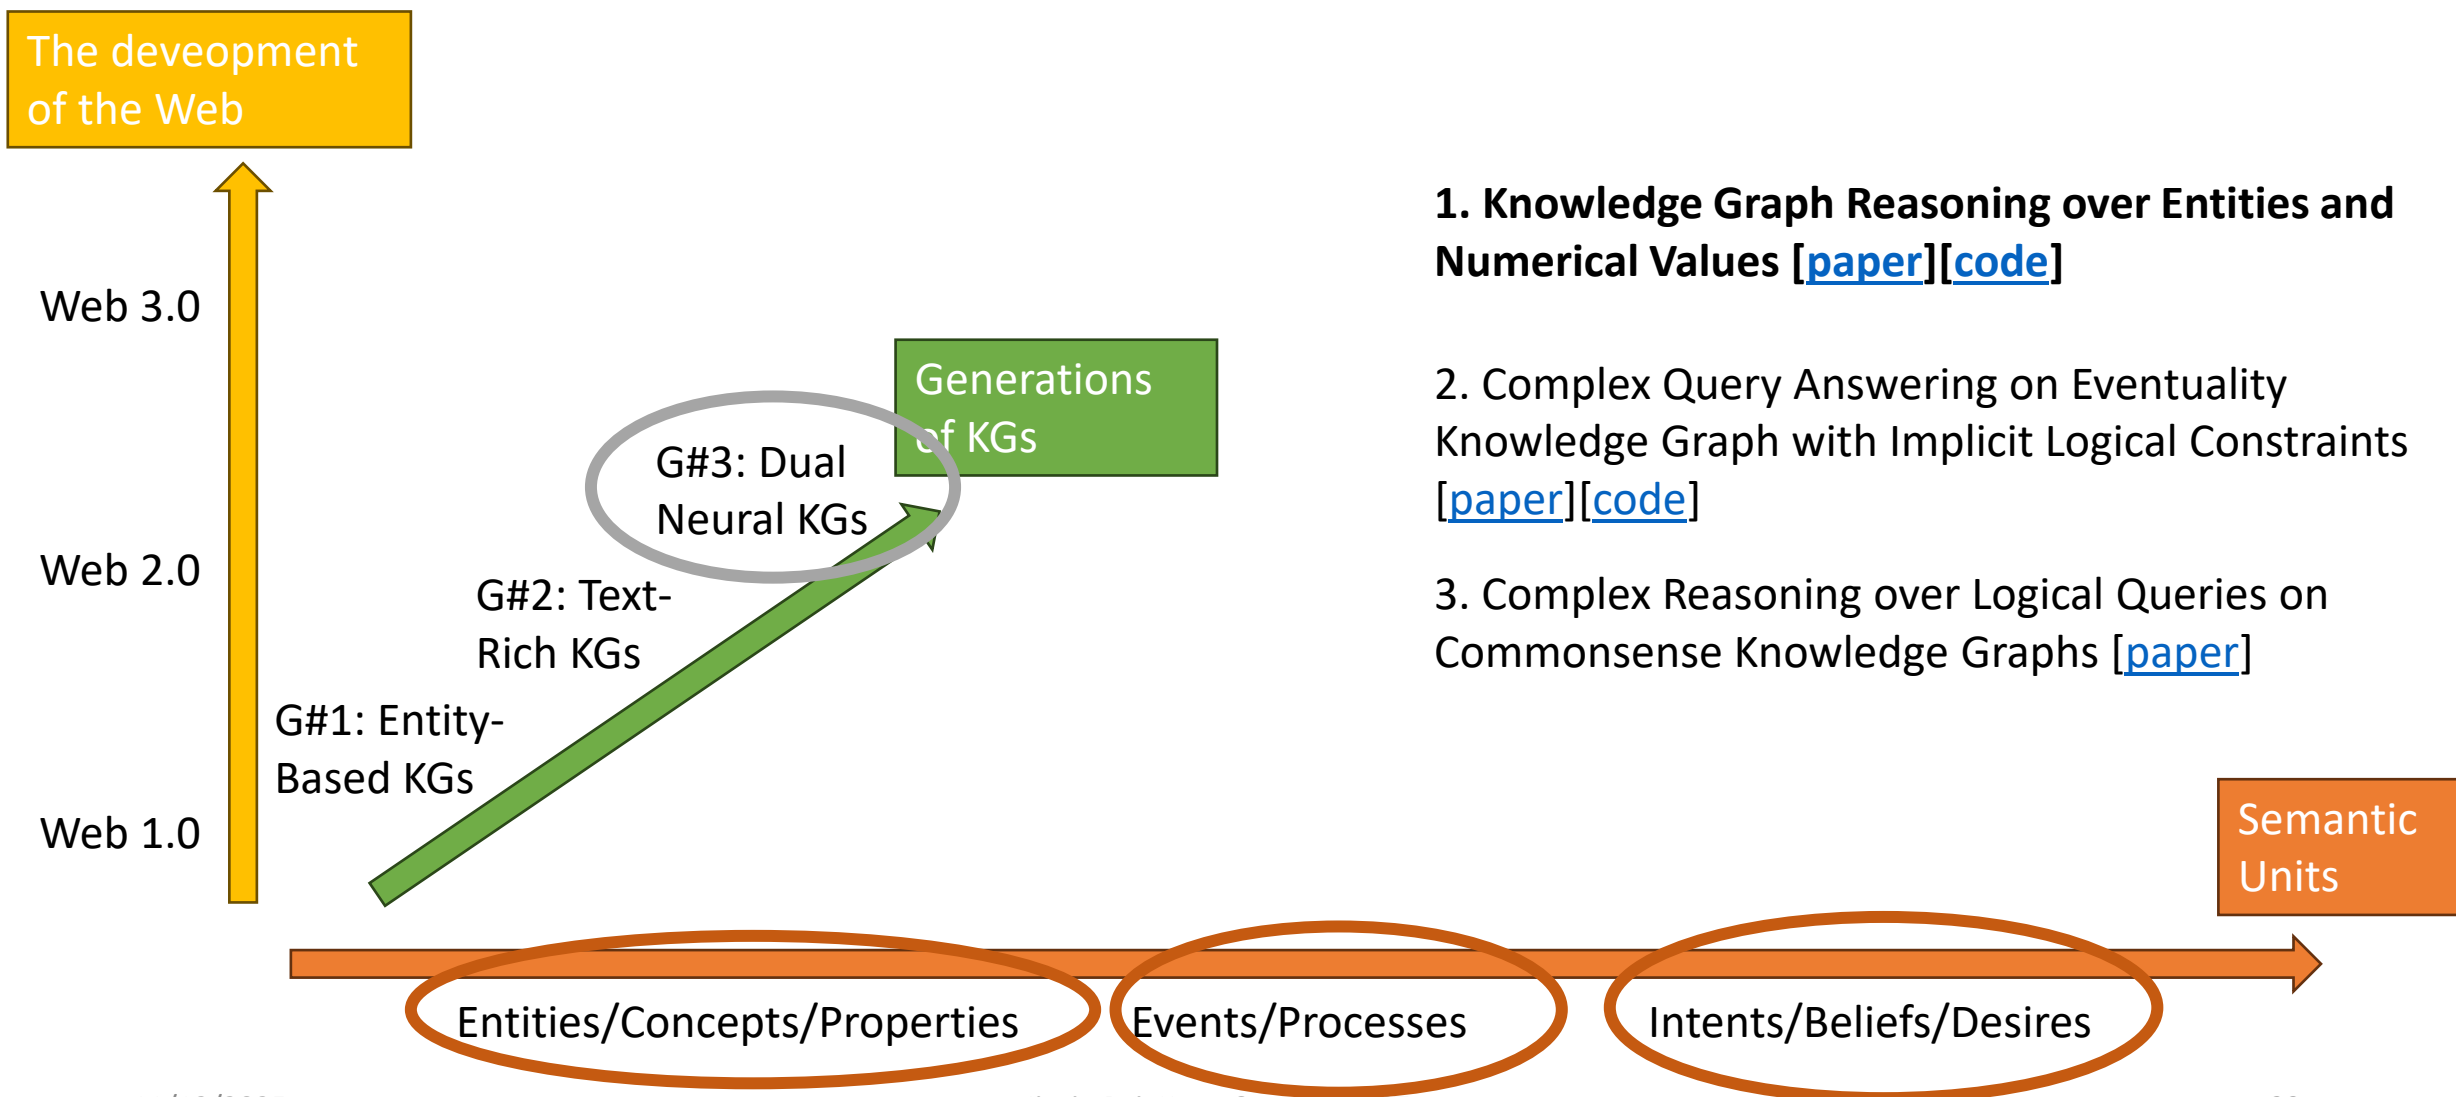 The deveopment
of the Web
Web 3.0
Web 2.0
Web 1.0
G#1: Entity-
Based KGs
G#2: Text-
Rich KGs
G#3: Dual
Neural KGs
Generations
of KGs
1. Knowledge Graph Reasoning over Entities and
Numerical Values [paper][code]
2. Complex Query Answering on Eventuality
Knowledge Graph with Implicit Logical Constraints
[paper][code]
3. Complex Reasoning over Logical Queries on
Commonsense Knowledge Graphs [paper]
Semantic
Units
Entities/Concepts/Properties
Events/Processes
Intents/Beliefs/Desires